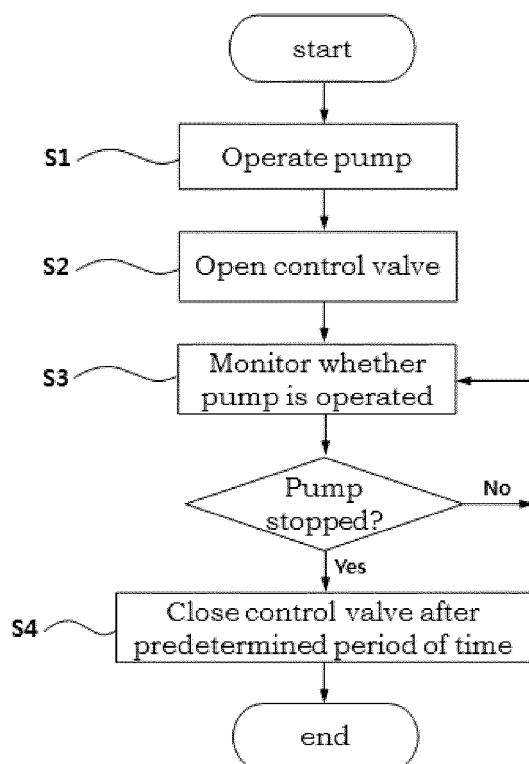 start
S1
Operate pump
S2
Open control valve
S3
Monitor whether
pump is operated
Pump
stopped?
No
Yes
S4
Close control valve after
predetermined period of time
end